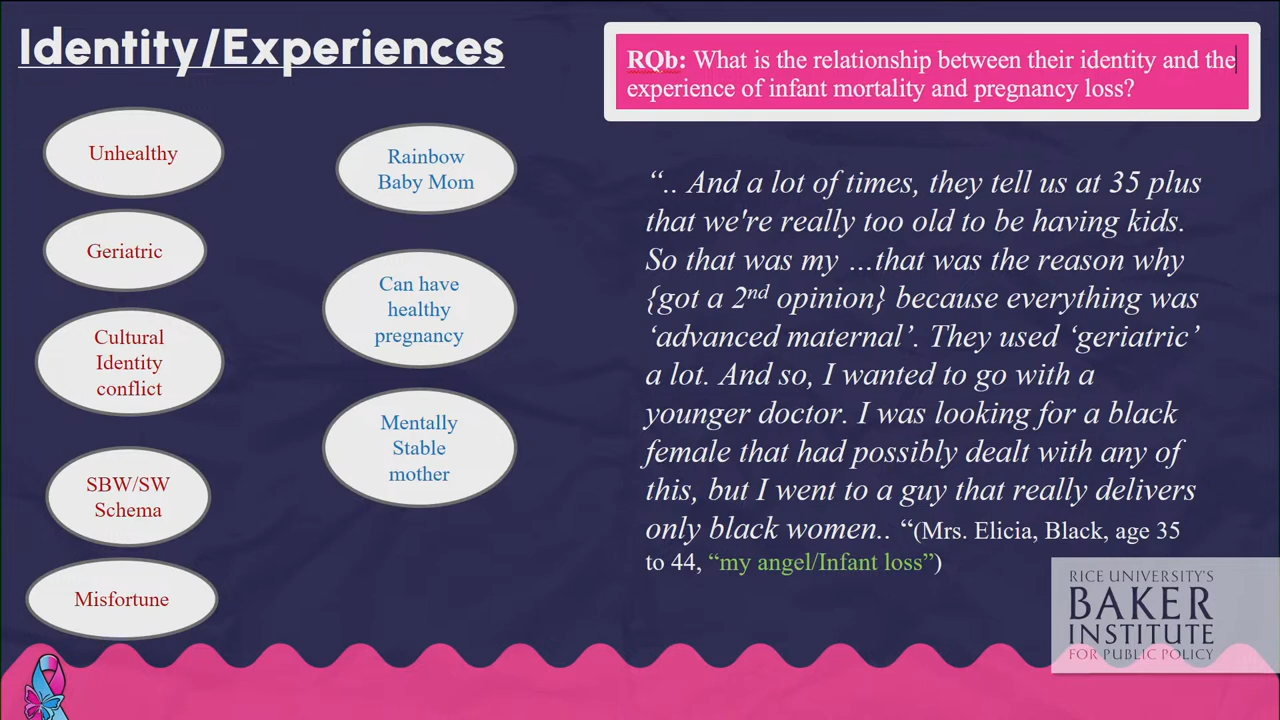 Identity/Experiences
RQb: What is the relationship between their identity and the
experience of infant mortality and pregnancy loss?
Unhealthy
Geriatric
Cultural
Identity
conflict
SBW/SW
Schema
Misfortune
Rainbow
Baby Mom
Can have
healthy
pregnancy
Mentally
Stable
mother
“.. And a lot of times, they tell us at 35 plus
that we're really too old to be having kids.
So that was my …that was the reason why
{got a 2nd opinion} because everything was
‘advanced maternal’. They used ‘geriatric’
a lot. And so, I wanted to go with a
younger doctor. I was looking for a black
female that had possibly dealt with any of
this, but I went to a guy that really delivers
only black women.. “(Mrs. Elicia, Black, age 35
to 44, “my angel/Infant loss”)
RICE UNIVERSITY'S
BAKER
INSTITUTE
FOR PUBLIC POLICY